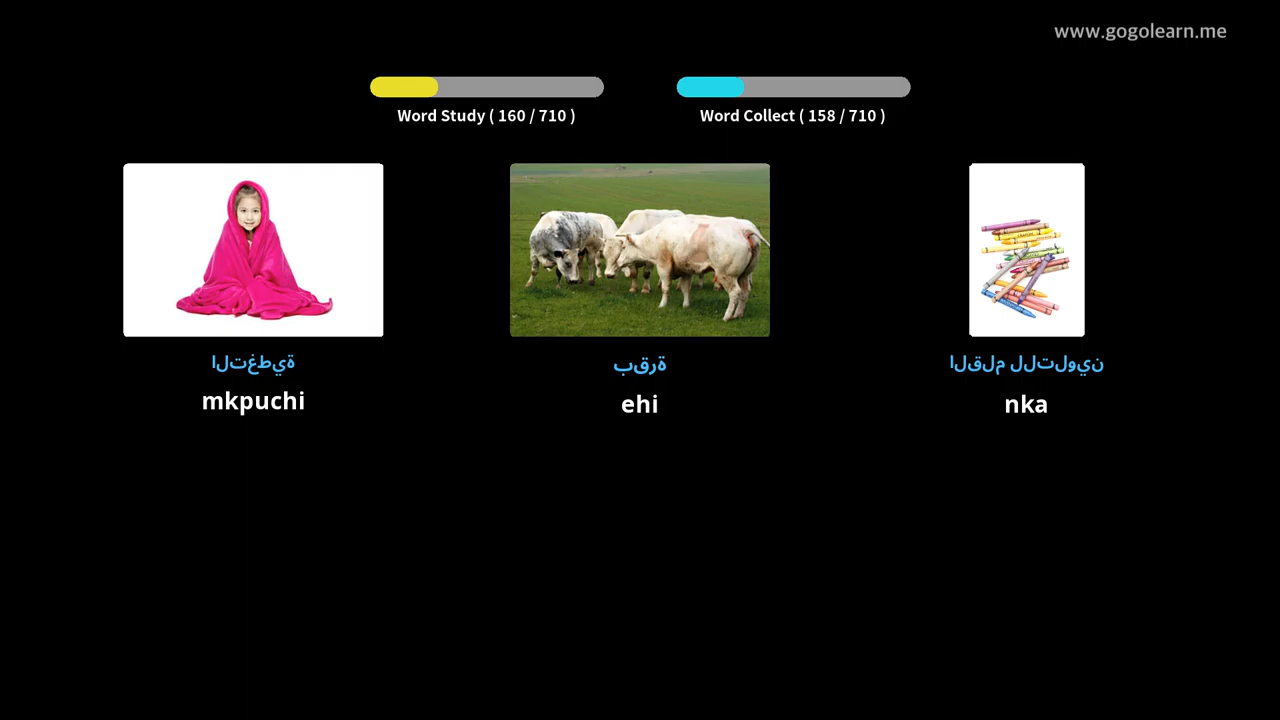 www.gogolearn.me
Word Study ( 160 / 710 )
Word Collect ( 158 / 710 )
التغطية
mkpuchi
بقرة
ehi
القلم للتلوين
nka